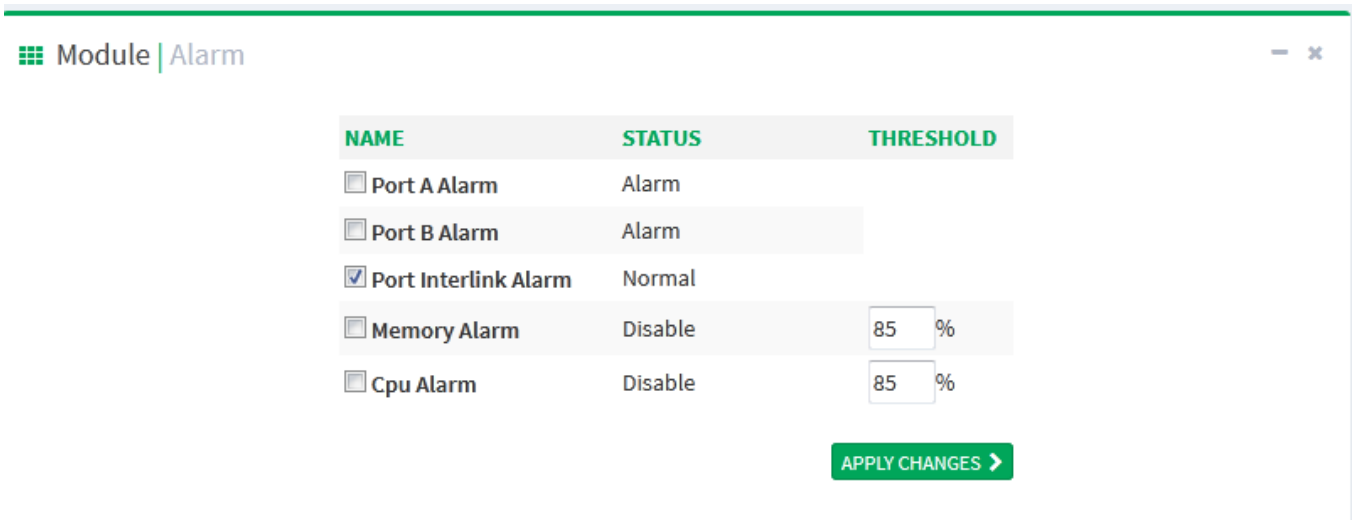 Module | Alarm
NAME STATUS THRESHOLD
Port A Alarm Alarm
Port B Alarm Alarm
Port Interlink Alarm Normal
Memory Alarm Disable 85 %
Cpu Alarm Disable 85 %
APPLY CHANGES